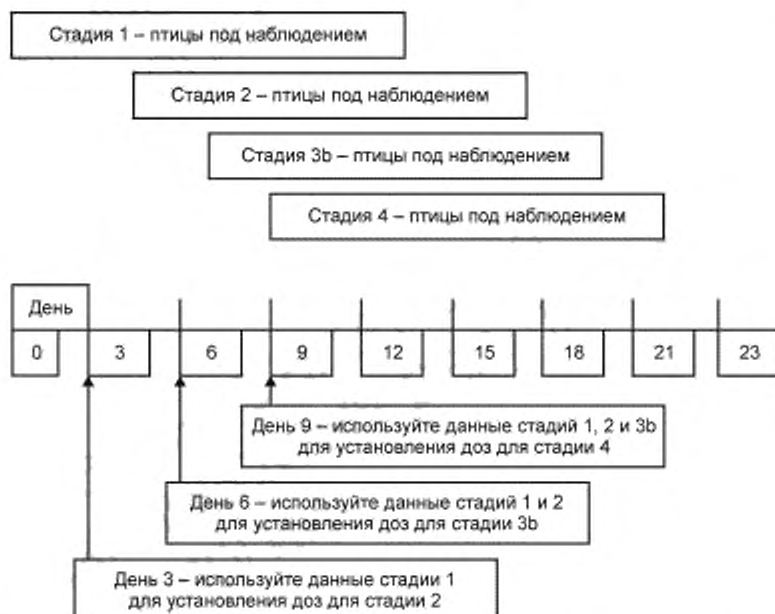 Стадия 1 – птицы под наблюдением
Стадия 2 – птицы под наблюдением
Стадия 3b – птицы под наблюдением
Стадия 4 – птицы под наблюдением
День
0 3 6 9 12 15 18 21 23
День 9 – используйте данные стадий 1, 2 и 3b
для установления доз для стадии 4
День 6 – используйте данные стадий 1 и 2
для установления доз для стадии 3b
День 3 – используйте данные стадии 1
для установления доз для стадии 2